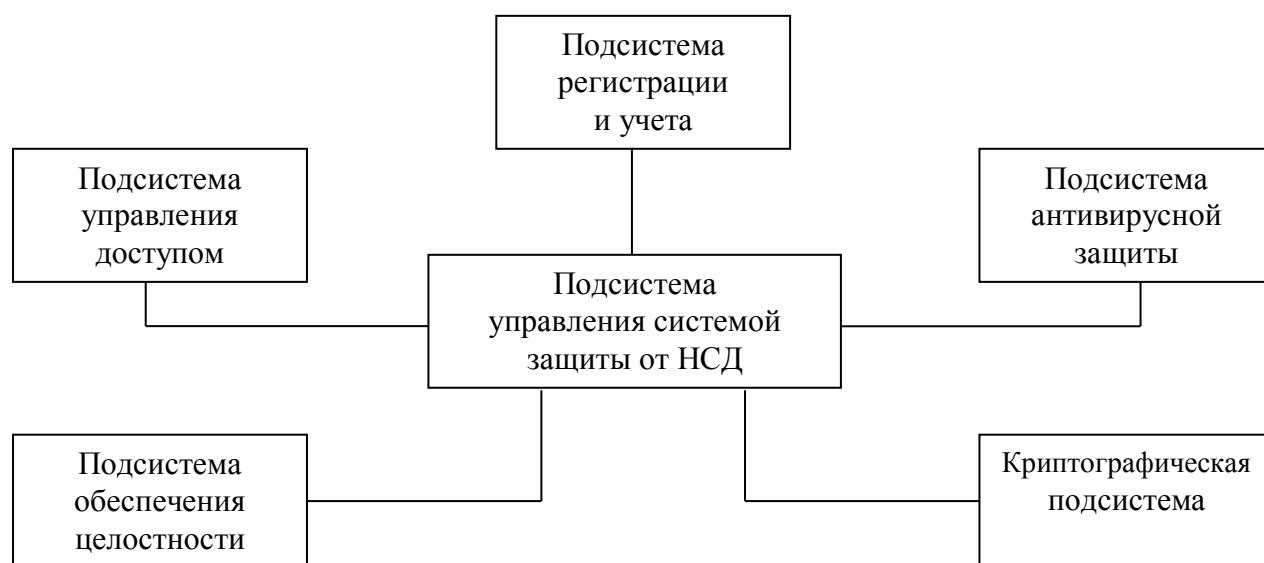 Подсистема
регистрации
и учета
Подсистема
управления
доступом
Подсистема
антивирусной
защиты
Подсистема
управления системой
защиты от НСД
Подсистема
обеспечения
целостности
Криптографическая
подсистема